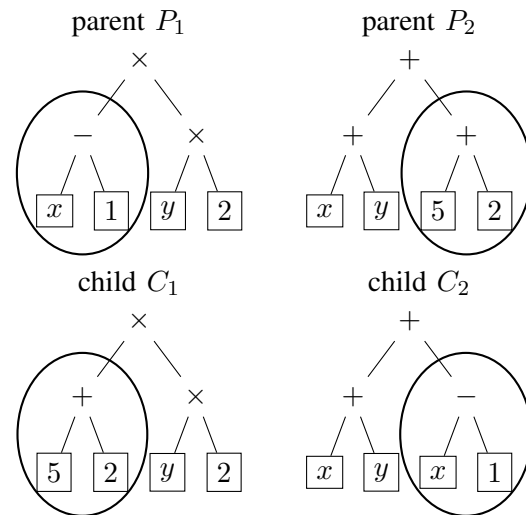 parent P₁ parent P₂
× +
− × + +
x 1 y 2 x y 5 2
child C₁ child C₂
× +
+ × + −
5 2 y 2 x y x 1